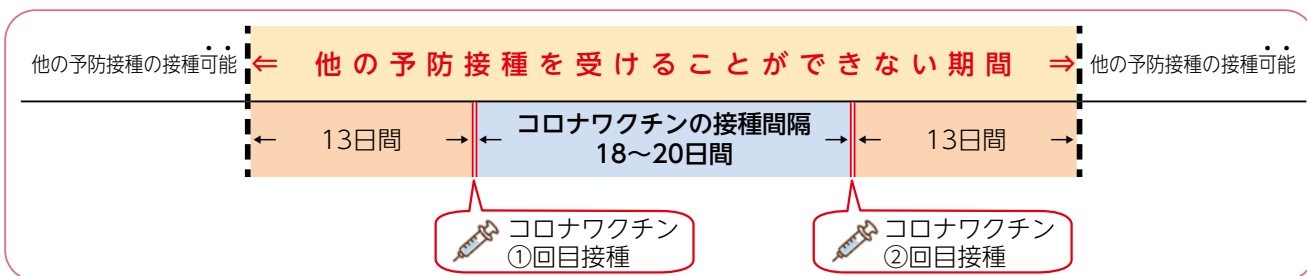 他の予防接種の接種可能
⇐ 他の予防接種を受けることができない期間 ⇒
他の予防接種の接種可能
← 13日間 →
← コロナワクチンの接種間隔 →
18〜20日間
← 13日間 →
コロナワクチン
①回目接種
コロナワクチン
②回目接種